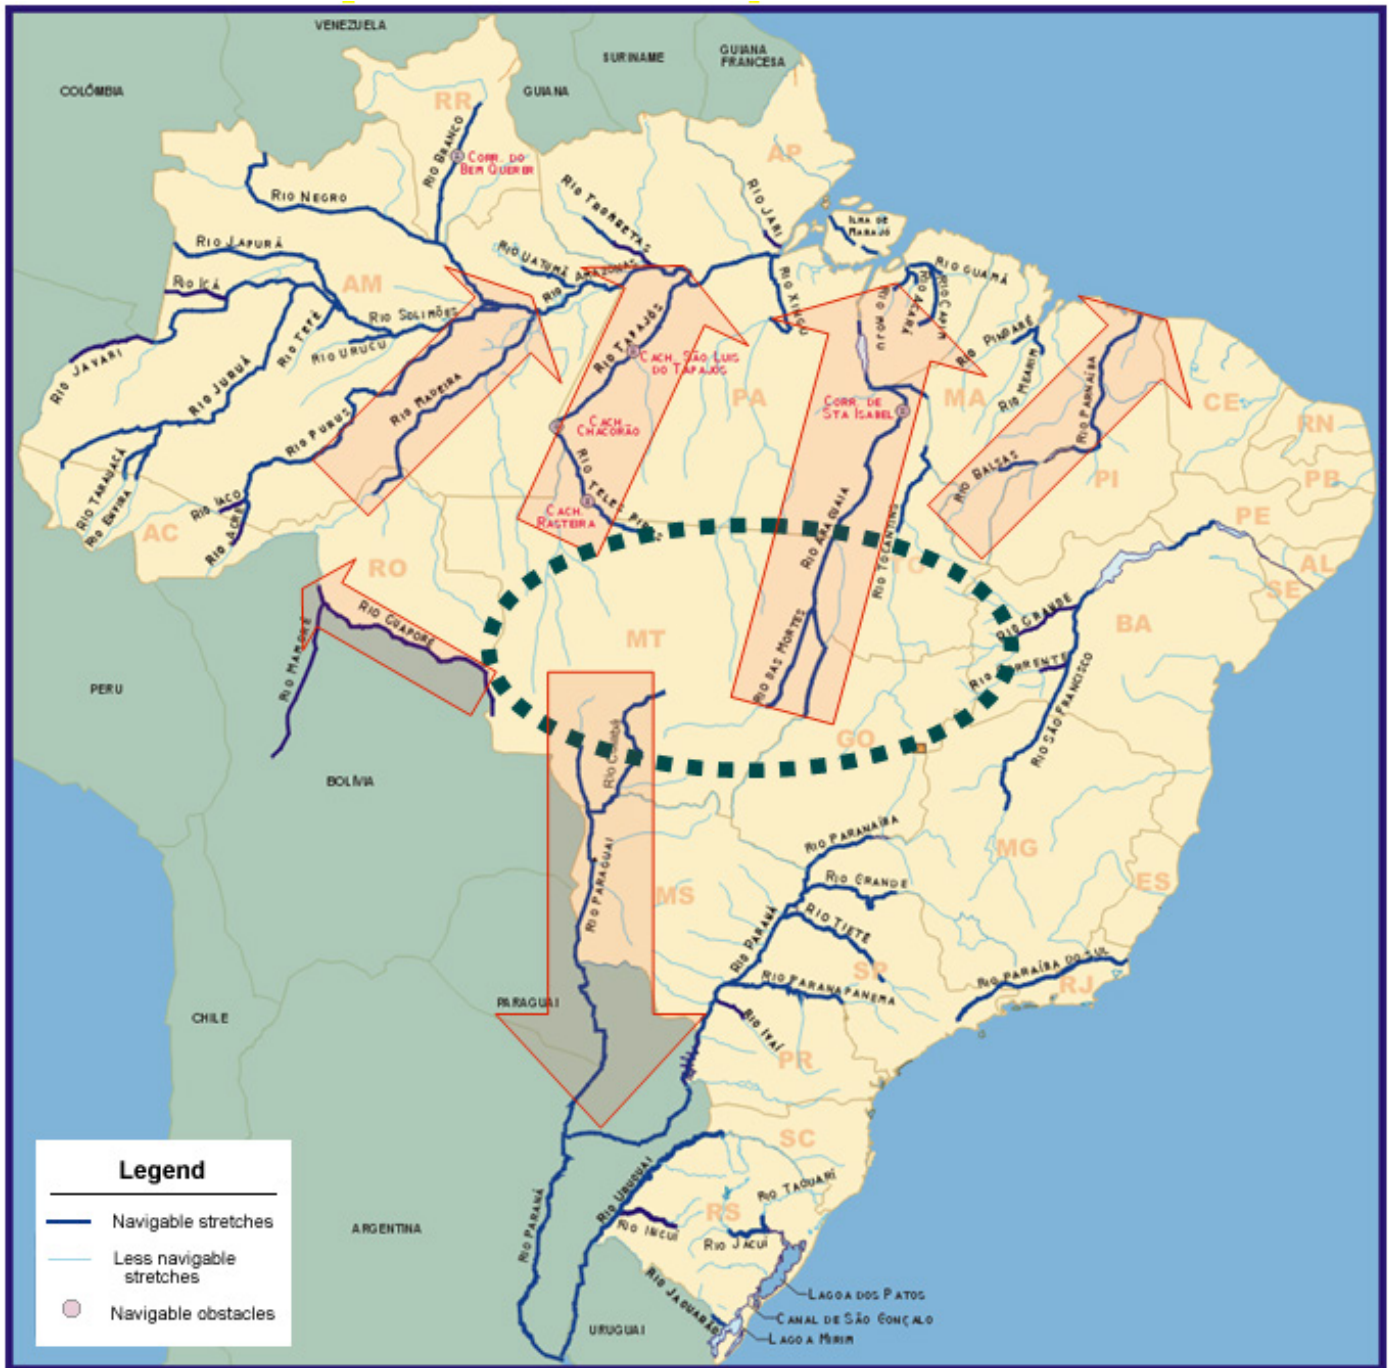 VENEZUELA
SURINAME
GUIANA
FRANCESA
COLÔMBIA
GUIANA
RR
AP
RIO BRANCO
CORR. DO
BEM QUERER
RIO NEGRO
RIO TROMBETAS
RIO JARI
ILHA DE
MARAJÓ
RIO JAPURÁ
RIO UATUMÃ
RIO AMAZONAS
RIO GUAMÁ
RIO IÇÁ
AM
RIO XINGU
RIO MOJU
RIO ACARÁ
RIO CAPIM
RIO SOLIMÕES
RIO TEFÉ
RIO URUCU
RIO JAVARI
RIO JURUÁ
RIO TAPAJÓS
CACH. SÃO LUIS
DO TAPAJÓS
RIO PINDARÉ
RIO MEARIM
RIO PARNAÍBA
RIO MADEIRA
RIO PURUS
PA
CORR. DE
STA ISABEL
MA
CE
RN
CACH.
CHACORÃO
RIO TARAUACÁ
RIO ENVIRA
RIO BALSAS
PI
PB
RIO IACO
RIO ACRE
AC
RIO TELES PIRES
CACH.
RASTEIRA
PE
RIO ARAGUAIA
RIO TOCANTINS
TO
AL
SE
RO
RIO GUAPORÉ
RIO MAMORÉ
MT
RIO GRANDE
BA
RIO DAS MORTES
RIO CORRENTE
RIO SÃO FRANCISCO
PERU
RIO CUIABÁ
GO
BOLÍVIA
RIO PARANAÍBA
MG
RIO PARAGUAI
MS
RIO GRANDE
ES
RIO TIETÊ
RIO PARANÁ
SP
RIO PARANAPANEMA
RIO PARAÍBA DO SUL
RJ
PARAGUAI
CHILE
RIO IVAÍ
PR
SC
Legend
Navigable stretches
Less navigable
stretches
Navigable obstacles
RIO URUGUAI
RIO TAQUARÍ
RS
RIO PARANÁ
ARGENTINA
RIO IBICUÍ
RIO JACUÍ
RIO JAGUARÃO
LAGOA DOS PATOS
CANAL DE SÃO GONÇALO
LAGOA MIRIM
URUGUAI